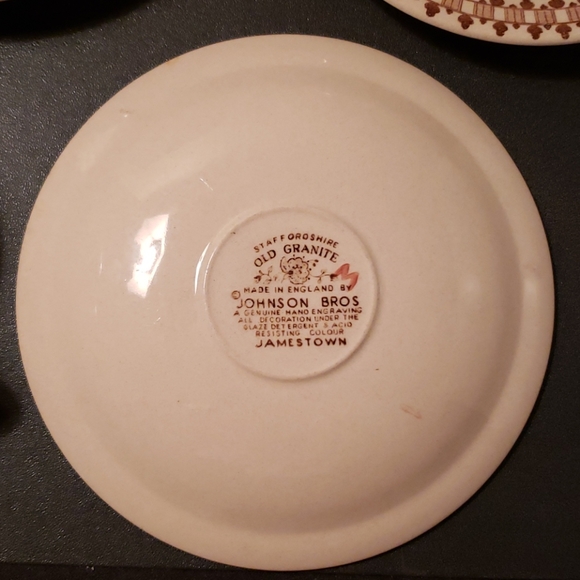 STAFFORDSHIRE
OLD GRANITE
MADE IN ENGLAND BY
© JOHNSON BROS
A GENUINE HAND ENGRAVING
ALL DECORATION UNDER THE
GLAZE DETERGENT & ACID
RESISTING COLOUR
JAMESTOWN